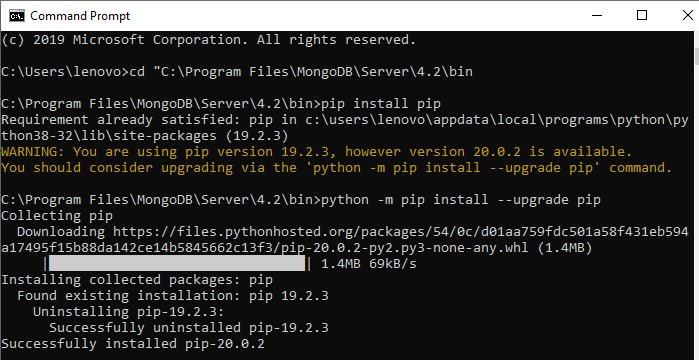 Command Prompt
(c) 2019 Microsoft Corporation. All rights reserved.
C:\Users\lenovo>cd "C:\Program Files\MongoDB\Server\4.2\bin
C:\Program Files\MongoDB\Server\4.2\bin>pip install pip
Requirement already satisfied: pip in c:\users\lenovo\appdata\local\programs\python\py
thon38-32\lib\site-packages (19.2.3)
WARNING: You are using pip version 19.2.3, however version 20.0.2 is available.
You should consider upgrading via the 'python -m pip install --upgrade pip' command.
C:\Program Files\MongoDB\Server\4.2\bin>python -m pip install --upgrade pip
Collecting pip
  Downloading https://files.pythonhosted.org/packages/54/0c/d01aa759fdc501a58f431eb594
a17495f15b88da142ce14b5845662c13f3/pip-20.0.2-py2.py3-none-any.whl (1.4MB)
     |████████████████████████████████| 1.4MB 69kB/s
Installing collected packages: pip
  Found existing installation: pip 19.2.3
    Uninstalling pip-19.2.3:
      Successfully uninstalled pip-19.2.3
Successfully installed pip-20.0.2